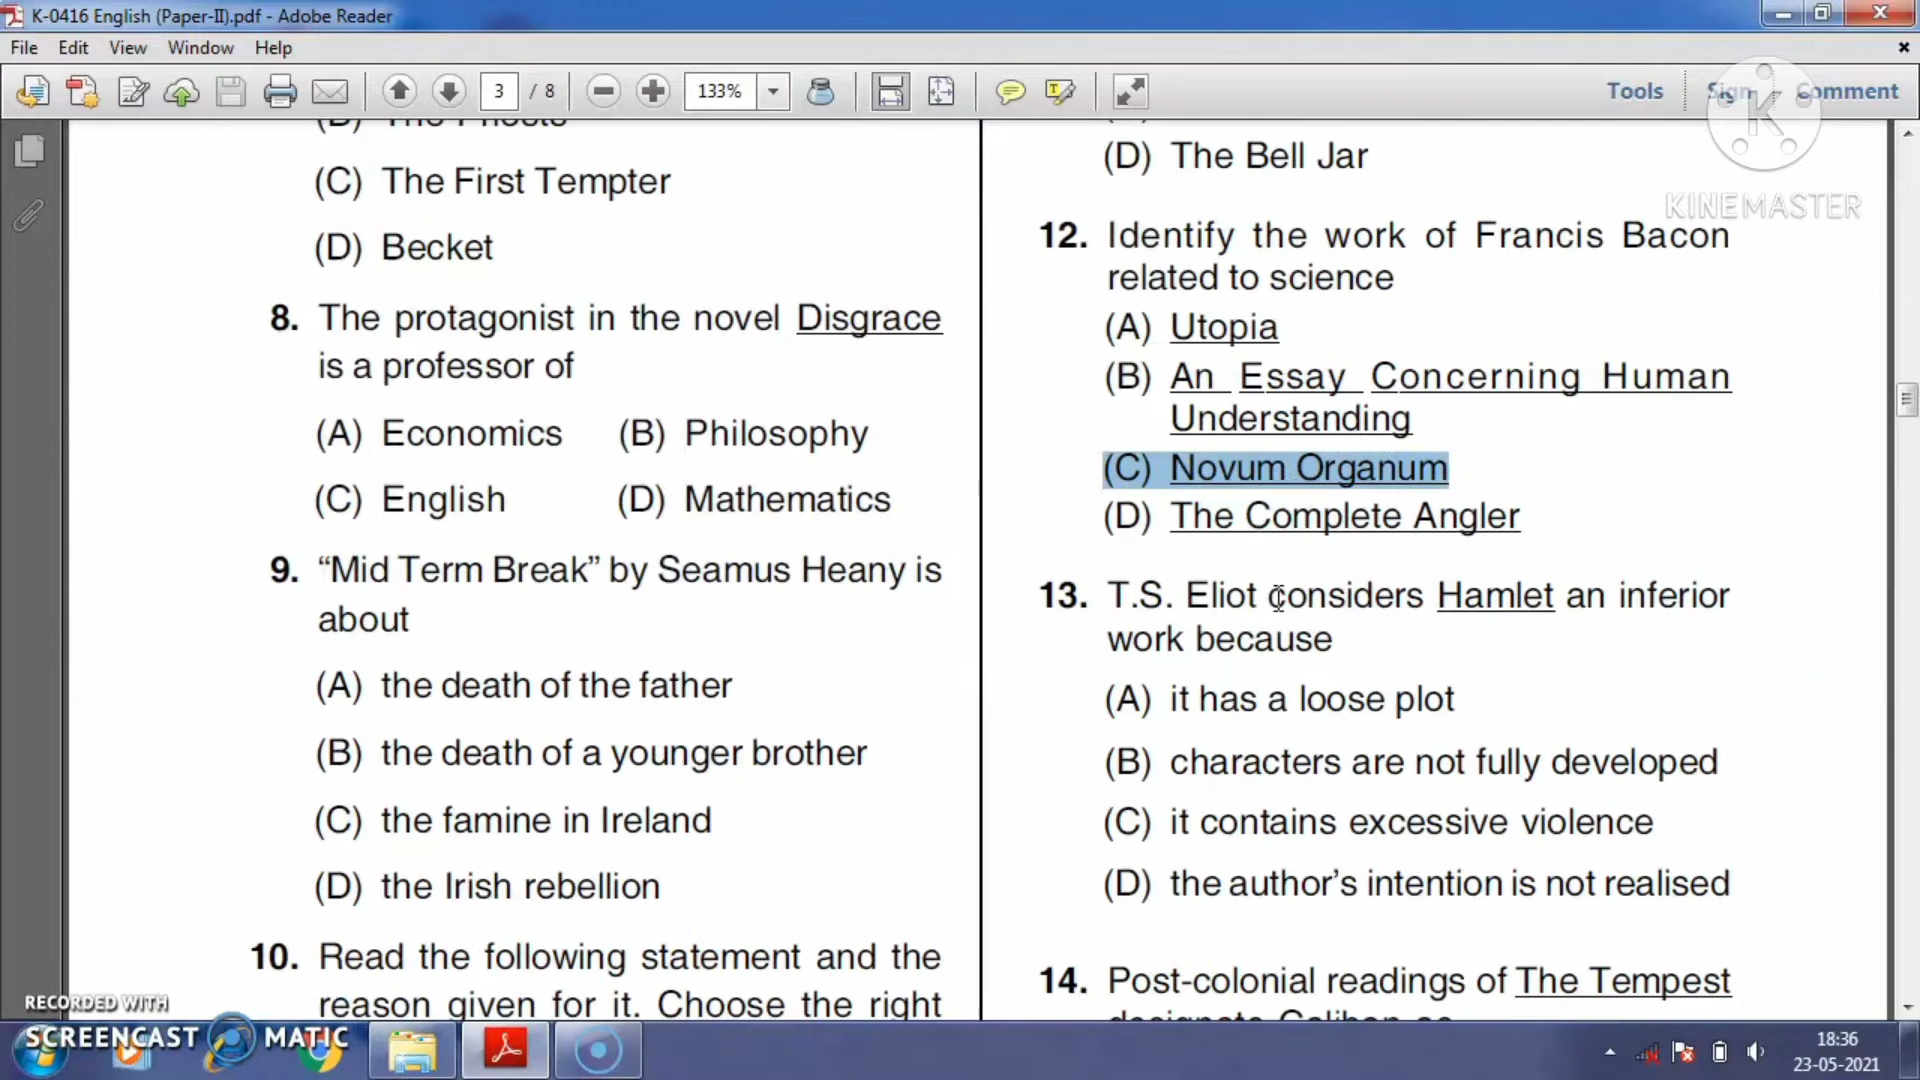 K-0416 English (Paper-II).pdf - Adobe Reader
File Edit View Window Help
3 / 8 133% Tools Sign Comment
KINEMASTER
(C) The First Tempter
(D) Becket
8. The protagonist in the novel Disgrace
is a professor of
(A) Economics (B) Philosophy
(C) English (D) Mathematics
9. “Mid Term Break” by Seamus Heany is
about
(A) the death of the father
(B) the death of a younger brother
(C) the famine in Ireland
(D) the Irish rebellion
10. Read the following statement and the
reason given for it. Choose the right
(D) The Bell Jar
12. Identify the work of Francis Bacon
related to science
(A) Utopia
(B) An Essay Concerning Human
Understanding
(C) Novum Organum
(D) The Complete Angler
13. T.S. Eliot considers Hamlet an inferior
work because
(A) it has a loose plot
(B) characters are not fully developed
(C) it contains excessive violence
(D) the author’s intention is not realised
14. Post-colonial readings of The Tempest
RECORDED WITH
SCREENCAST MATIC
18:36
23-05-2021